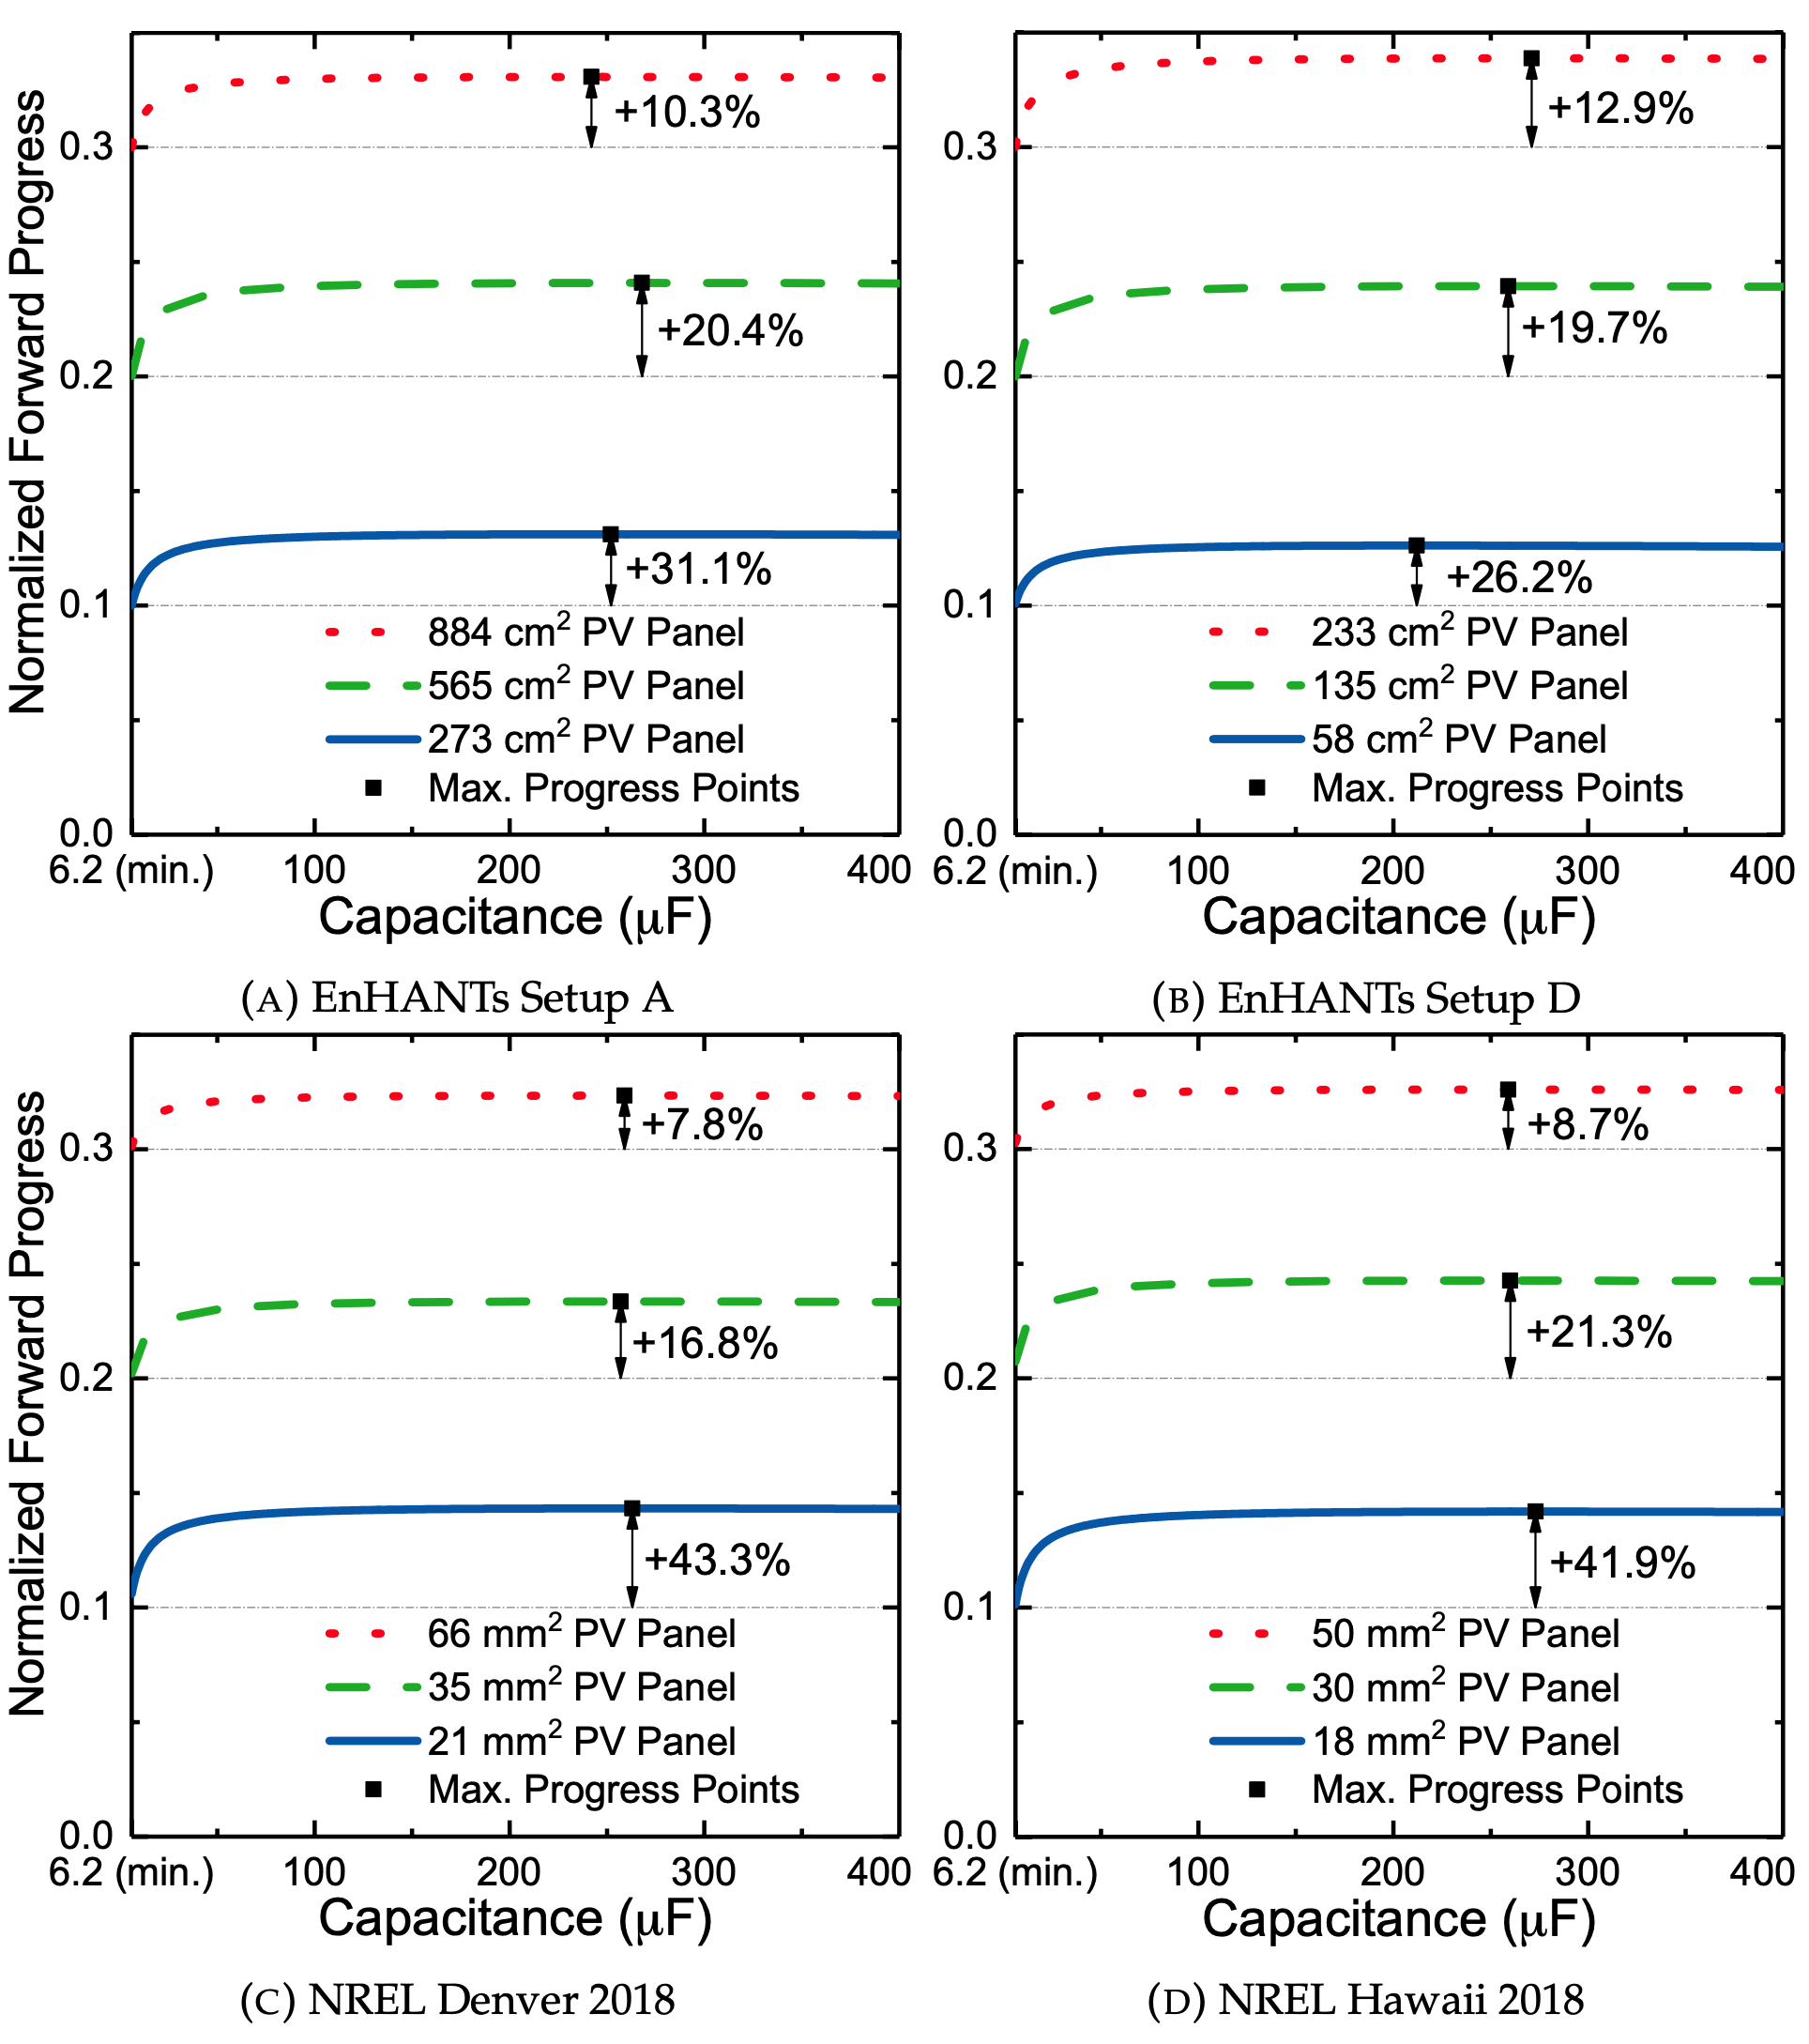 Normalized Forward Progress
0.3
0.2
0.1
0.0
+10.3%
+20.4%
+31.1%
884 cm² PV Panel
565 cm² PV Panel
273 cm² PV Panel
Max. Progress Points
6.2 (min.) 100 200 300 400
Capacitance (μF)
(A) EnHANTs Setup A
0.3
0.2
0.1
0.0
+12.9%
+19.7%
+26.2%
233 cm² PV Panel
135 cm² PV Panel
58 cm² PV Panel
Max. Progress Points
6.2 (min.) 100 200 300 400
Capacitance (μF)
(B) EnHANTs Setup D
Normalized Forward Progress
0.3
0.2
0.1
0.0
+7.8%
+16.8%
+43.3%
66 mm² PV Panel
35 mm² PV Panel
21 mm² PV Panel
Max. Progress Points
6.2 (min.) 100 200 300 400
Capacitance (μF)
(C) NREL Denver 2018
0.3
0.2
0.1
0.0
+8.7%
+21.3%
+41.9%
50 mm² PV Panel
30 mm² PV Panel
18 mm² PV Panel
Max. Progress Points
6.2 (min.) 100 200 300 400
Capacitance (μF)
(D) NREL Hawaii 2018